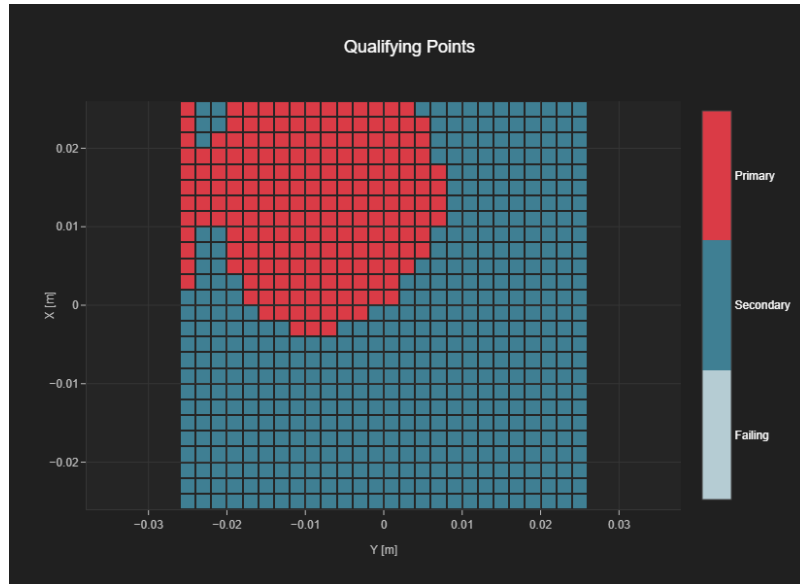 Qualifying Points
Primary
Secondary
Failing
0.02
0.01
0
−0.01
−0.02
X [m]
−0.03
−0.02
−0.01
0
0.01
0.02
0.03
Y [m]